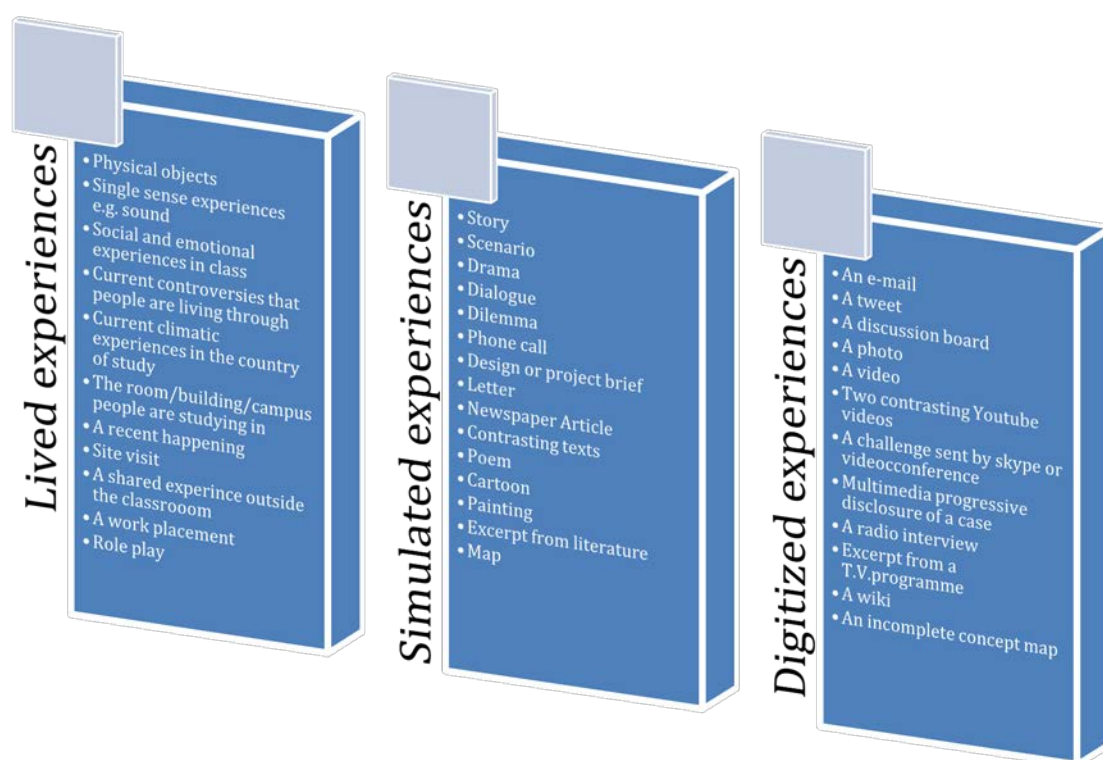 Lived experiences
• Physical objects
• Single sense experiences
e.g. sound
• Social and emotional
experiences in class
• Current controversies that
people are living through
• Current climatic
experiences in the country
of study
• The room/building/campus
people are studying in
• A recent happening
• Site visit
• A shared experince outside
the classrooom
• A work placement
• Role play
Simulated experiences
• Story
• Scenario
• Drama
• Dialogue
• Dilemma
• Phone call
• Design or project brief
• Letter
• Newspaper Article
• Contrasting texts
• Poem
• Cartoon
• Painting
• Excerpt from literature
• Map
Digitized experiences
• An e-mail
• A tweet
• A discussion board
• A photo
• A video
• Two contrasting Youtube
videos
• A challenge sent by skype or
videocconference
• Multimedia progressive
disclosure of a case
• A radio interview
• Excerpt from a
T.V.programme
• A wiki
• An incomplete concept map